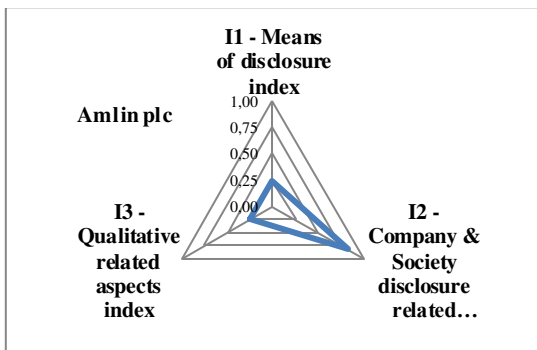 I1 - Means
of disclosure
index
Amlin plc
1,00
0,75
0,50
0,25
0,00
I3 -
Qualitative
related
aspects
index
I2 -
Company &
Society
disclosure
related…